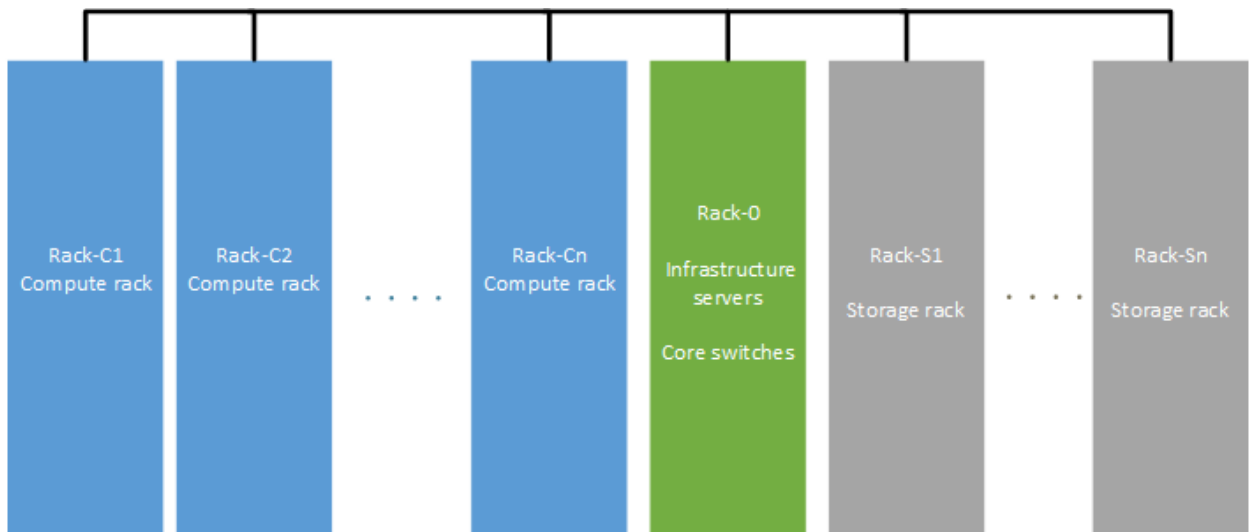 Rack-C1
Compute rack
Rack-C2
Compute rack
. . . .
Rack-Cn
Compute rack
Rack-0
Infrastructure
servers
Core switches
Rack-S1
Storage rack
. . . .
Rack-Sn
Storage rack